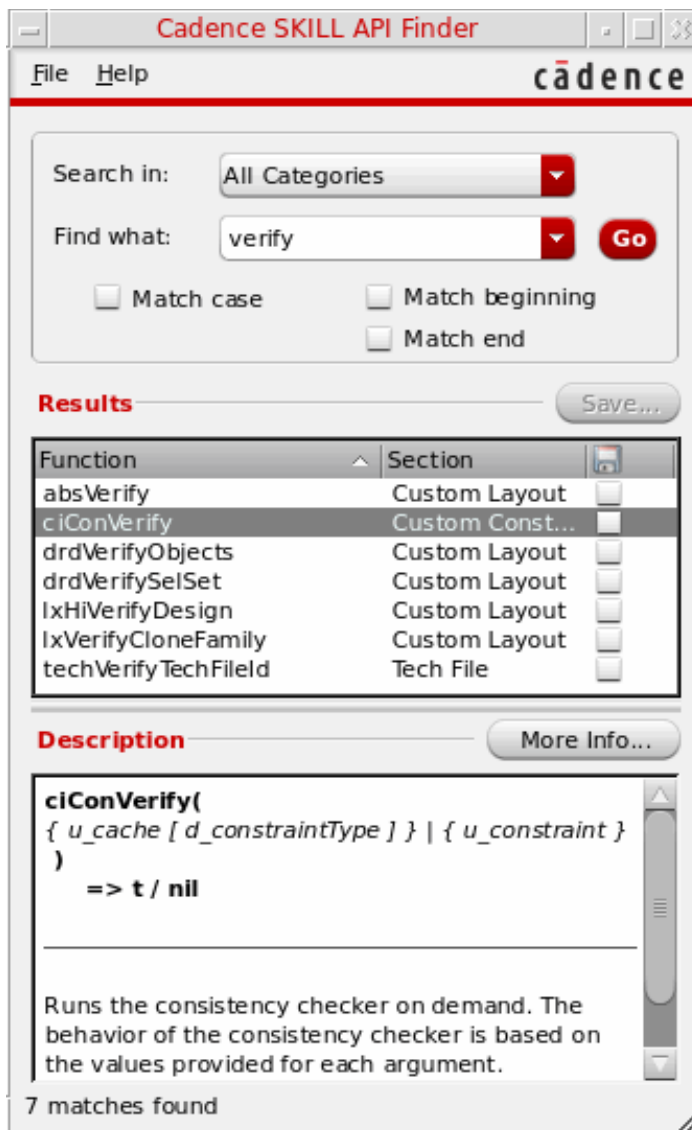 Cadence SKILL API Finder
File Help cādence
Search in: All Categories
Find what: verify Go
Match case Match beginning
Match end
Results Save...
Function Section
absVerify Custom Layout
ciConVerify Custom Const...
drdVerifyObjects Custom Layout
drdVerifySelSet Custom Layout
lxHiVerifyDesign Custom Layout
lxVerifyCloneFamily Custom Layout
techVerifyTechFileId Tech File
Description More Info...
ciConVerify(
{ u_cache [ d_constraintType ] } | { u_constraint }
)
=> t / nil
Runs the consistency checker on demand. The
behavior of the consistency checker is based on
the values provided for each argument.
7 matches found